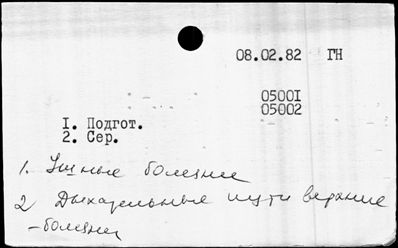 08.02.82 ГН
05001
05002
1. Подгот.
2. Сер.
1. Ушные болезни
2 Дыхательные пути верхние
- болезни